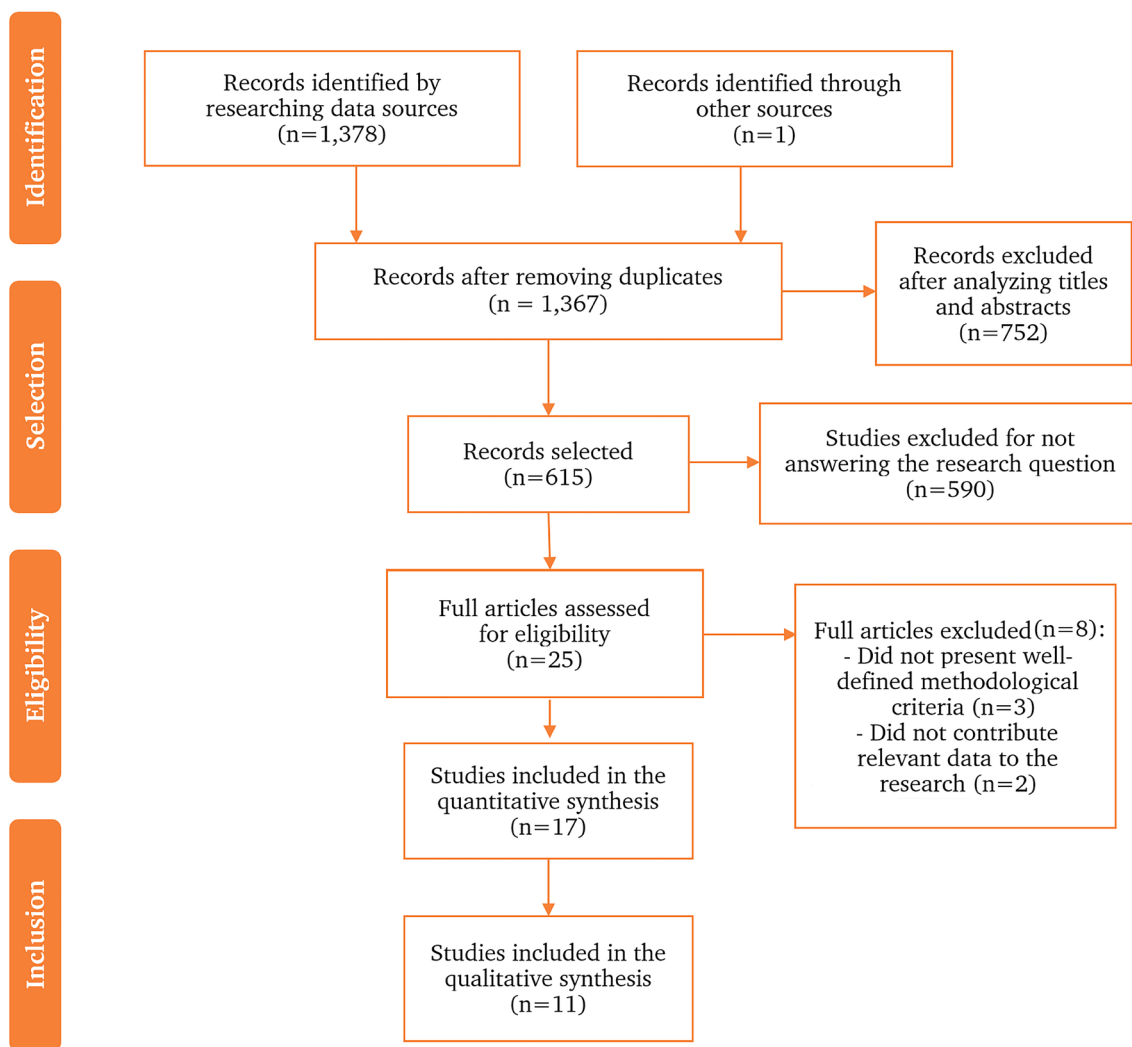 Identification
Records identified by
researching data sources
(n=1,378)
Records identified through
other sources
(n=1)
Records after removing duplicates
(n = 1,367)
Records excluded
after analyzing titles
and abstracts
(n=752)
Selection
Records selected
(n=615)
Studies excluded for not
answering the research question
(n=590)
Eligibility
Full articles assessed
for eligibility
(n=25)
Full articles excluded(n=8):
- Did not present well-
defined methodological
criteria (n=3)
- Did not contribute
relevant data to the
research (n=2)
Studies included in the
quantitative synthesis
(n=17)
Inclusion
Studies included in the
qualitative synthesis
(n=11)